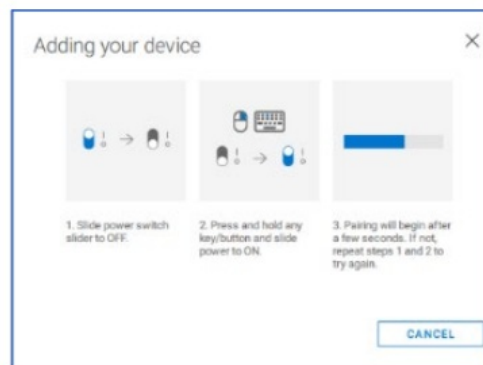 Adding your device
1. Slide power switch
slider to OFF.
2. Press and hold any
key/button and slide
power to ON.
3. Pairing will begin after
a few seconds. If not,
repeat steps 1 and 2 to
try again.
CANCEL